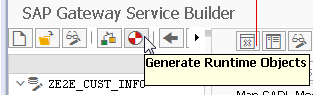 SAP Gateway Service Builder
Generate Runtime Objects
ZE2E_CUST_INFO